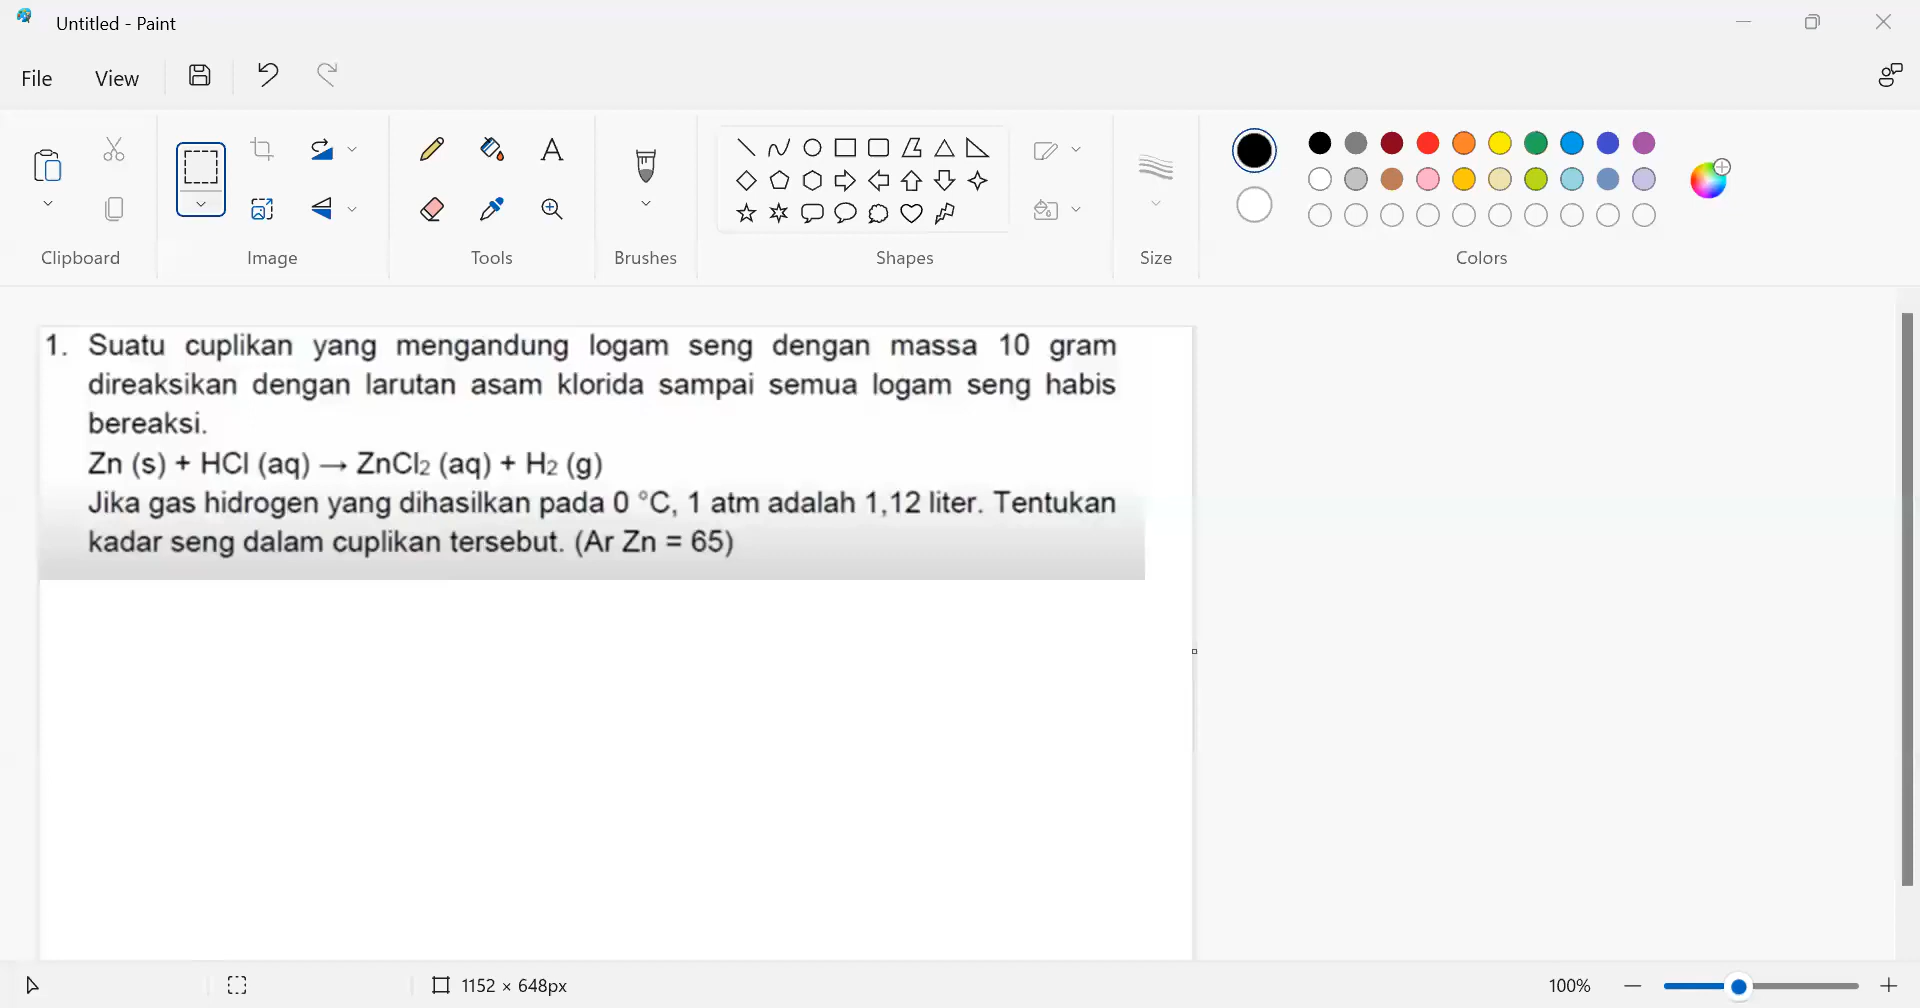 Untitled - Paint
File View
Clipboard Image Tools Brushes Shapes Size Colors
1. Suatu cuplikan yang mengandung logam seng dengan massa 10 gram
direaksikan dengan larutan asam klorida sampai semua logam seng habis
bereaksi.
Zn (s) + HCl (aq) → ZnCl₂ (aq) + H₂ (g)
Jika gas hidrogen yang dihasilkan pada 0 °C, 1 atm adalah 1,12 liter. Tentukan
kadar seng dalam cuplikan tersebut. (Ar Zn = 65)
1152 × 648px 100%